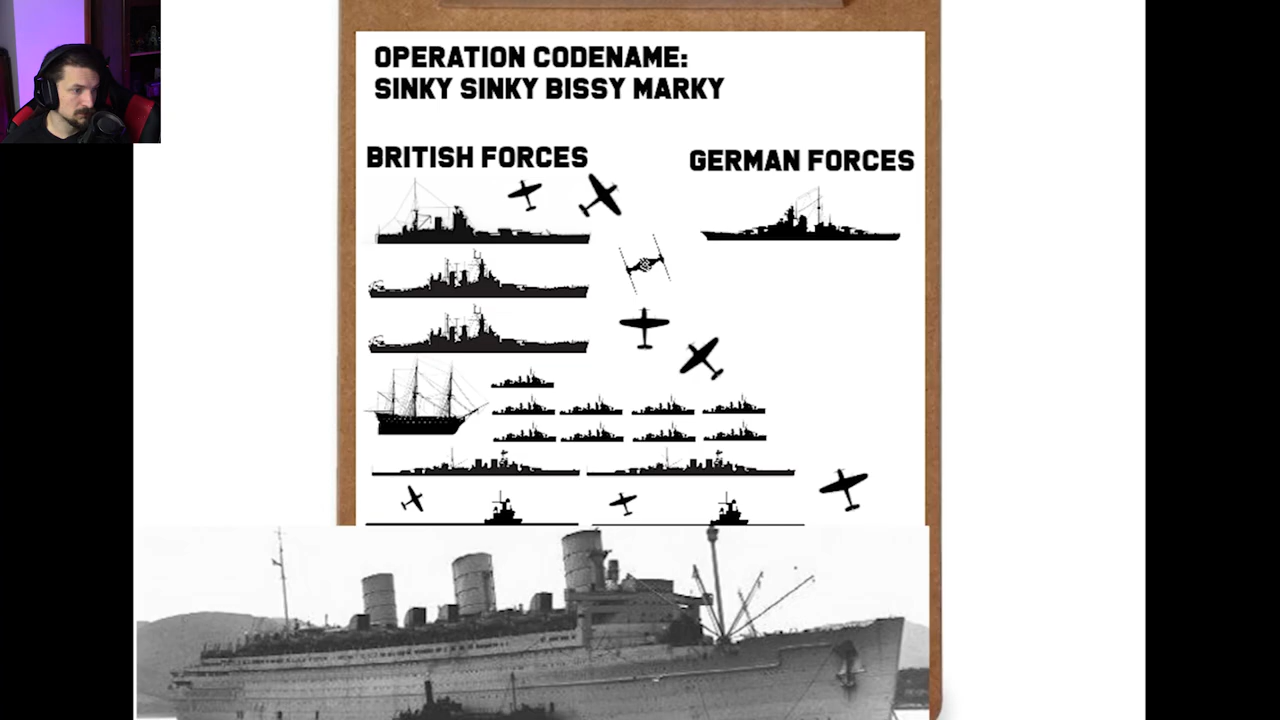 OPERATION CODENAME:
SINKY SINKY BISSY MARKY
BRITISH FORCES
GERMAN FORCES